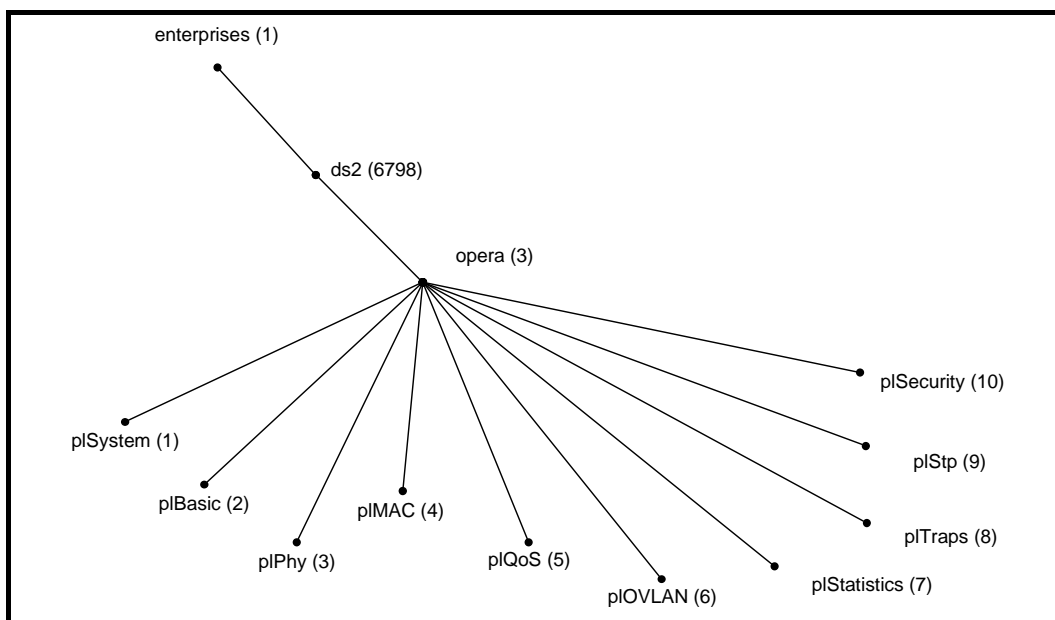 enterprises (1)
ds2 (6798)
opera (3)
plSecurity (10)
plSystem (1)
plStp (9)
plBasic (2)
plMAC (4)
plTraps (8)
plPhy (3)
plQoS (5)
plStatistics (7)
plOVLAN (6)